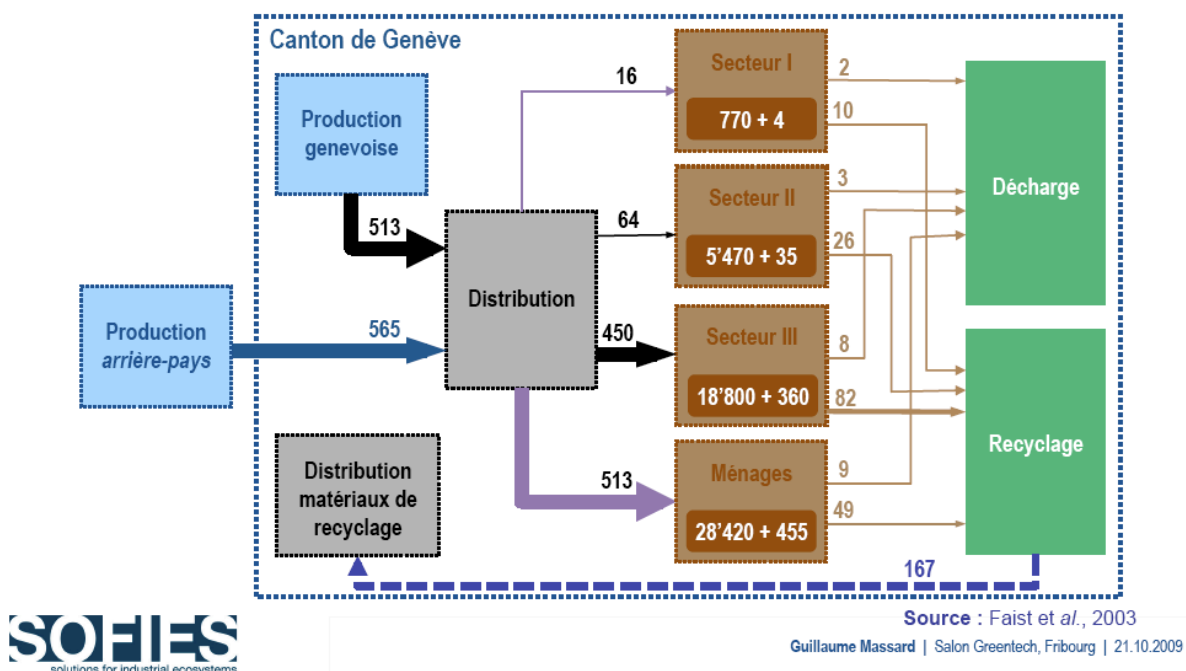 Canton de Genève
Production
genevoise
513
Production
arrière-pays
565
Distribution
Distribution
matériaux de
recyclage
16
64
450
513
Secteur I
770 + 4
Secteur II
5'470 + 35
Secteur III
18'800 + 360
Ménages
28'420 + 455
2
10
3
26
8
82
9
49
Décharge
Recyclage
167
SOFIES
solutions for industrial ecosystems
Source : Faist et al., 2003
Guillaume Massard | Salon Greentech, Fribourg | 21.10.2009